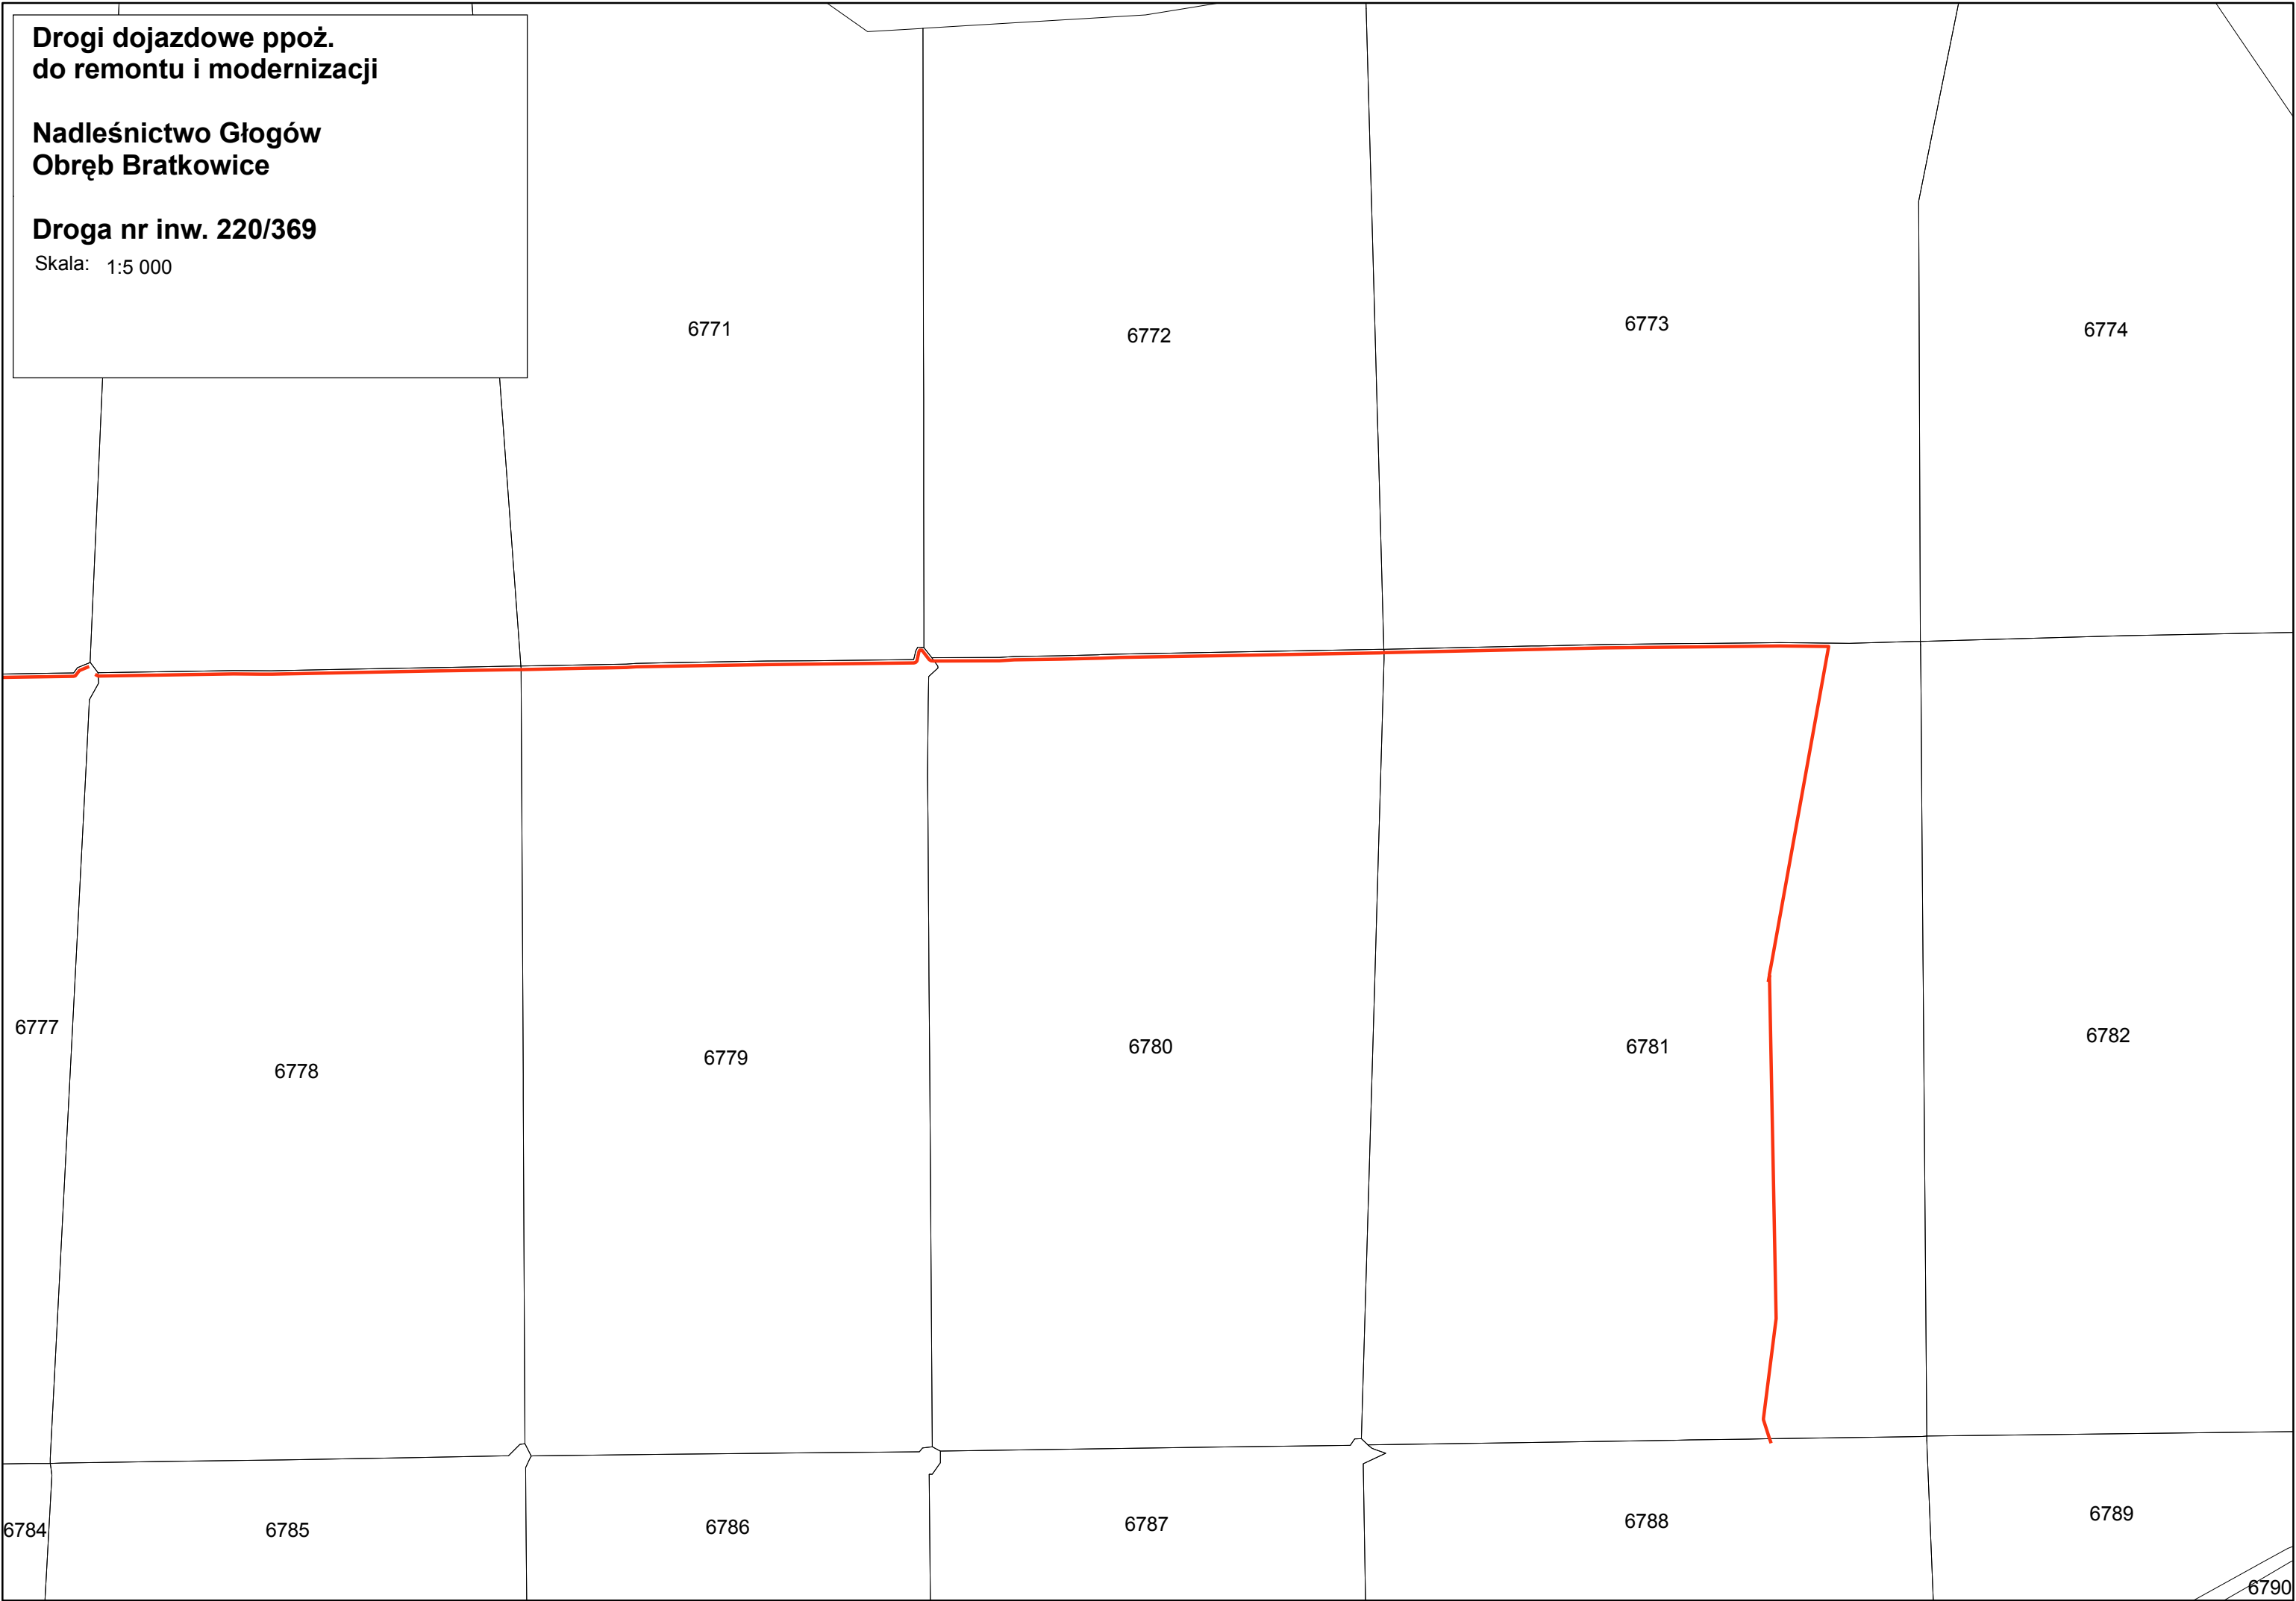 Drogi dojazdowe ppoż.
do remontu i modernizacji
Nadleśnictwo Głogów
Obręb Bratkowice
Droga nr inw. 220/369
Skala: 1:5 000
6771
6772
6773
6774
6777
6778
6779
6780
6781
6782
6784
6785
6786
6787
6788
6789
6790